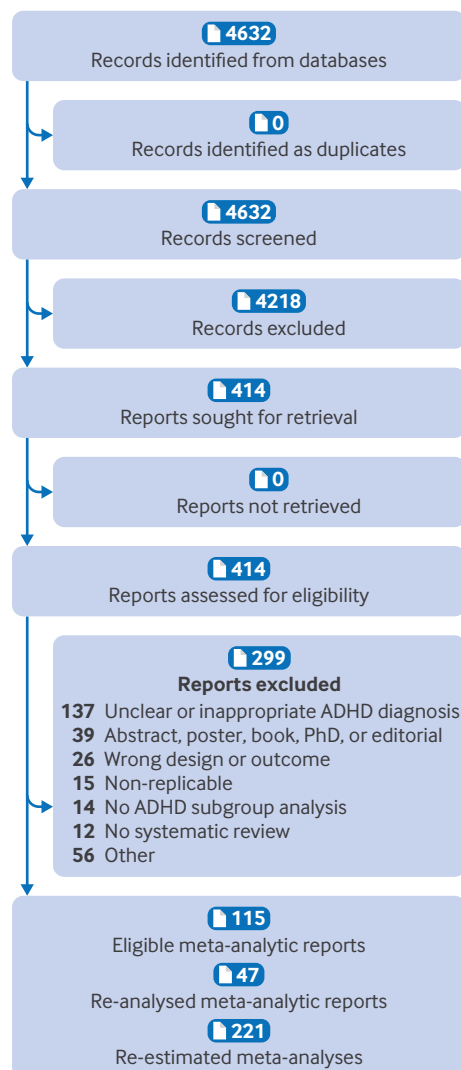 4632
Records identified from databases
0
Records identified as duplicates
4632
Records screened
4218
Records excluded
414
Reports sought for retrieval
0
Reports not retrieved
414
Reports assessed for eligibility
299
Reports excluded
137 Unclear or inappropriate ADHD diagnosis
39 Abstract, poster, book, PhD, or editorial
26 Wrong design or outcome
15 Non-replicable
14 No ADHD subgroup analysis
12 No systematic review
56 Other
115
Eligible meta-analytic reports
47
Re-analysed meta-analytic reports
221
Re-estimated meta-analyses